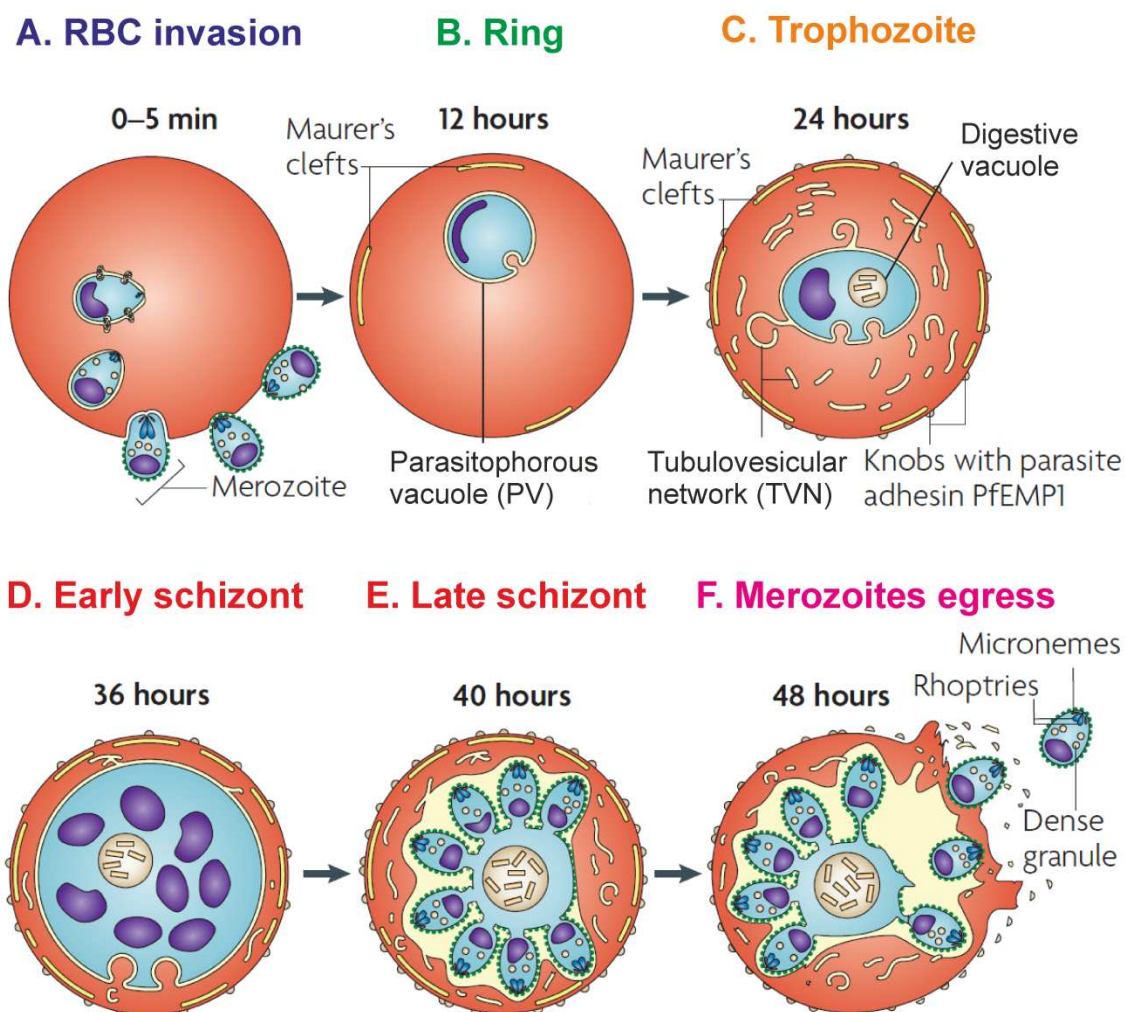 A. RBC invasion
B. Ring
C. Trophozoite
0–5 min
12 hours
24 hours
Maurer's
clefts
Maurer's
clefts
Digestive
vacuole
Merozoite
Parasitophorous
vacuole (PV)
Tubulovesicular
network (TVN)
Knobs with parasite
adhesin PfEMP1
D. Early schizont
E. Late schizont
F. Merozoites egress
36 hours
40 hours
48 hours
Micronemes
Rhoptries
Dense
granule